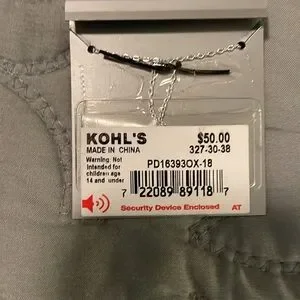 KOHL'S $50.00
MADE IN CHINA 327-30-38
Warning: Not
Intended for
children age
14 and under
PD16393OX-18
7 22089 89118 7
Security Device Enclosed AT